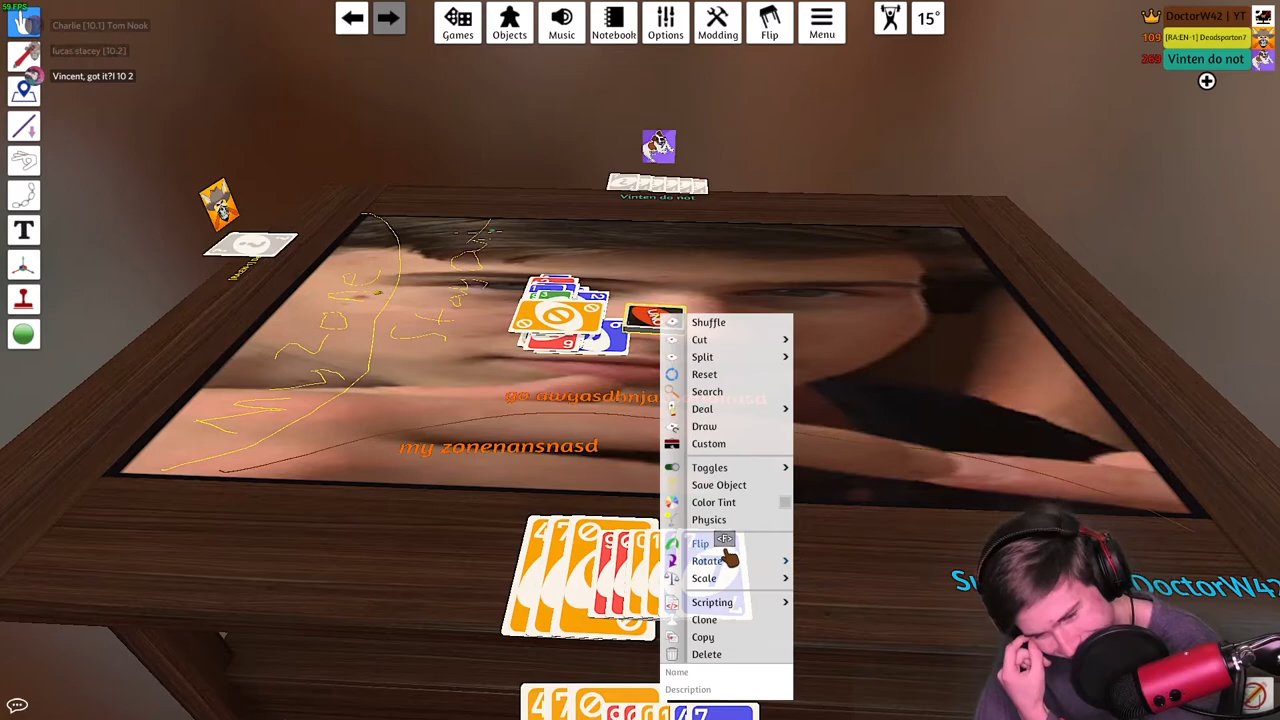 59 FPS
Charlie [10.1] Tom Nook
lucas stacey [10.2]
Vincent, got it?! 10 2
Games
Objects
Music
Notebook
Options
Modding
Flip
Menu
15°
DoctorW42 | YT
109 [RA:EN-1] Deadsparton7
269 Vinten do not
T
Vinten do not
my zonenansnasd
Shuffle
Cut
Split
Reset
Search
Deal
Draw
Custom
Toggles
Save Object
Color Tint
Physics
Flip <F>
Rotate
Scale
Scripting
Clone
Copy
Delete
Name
Description
DoctorW42